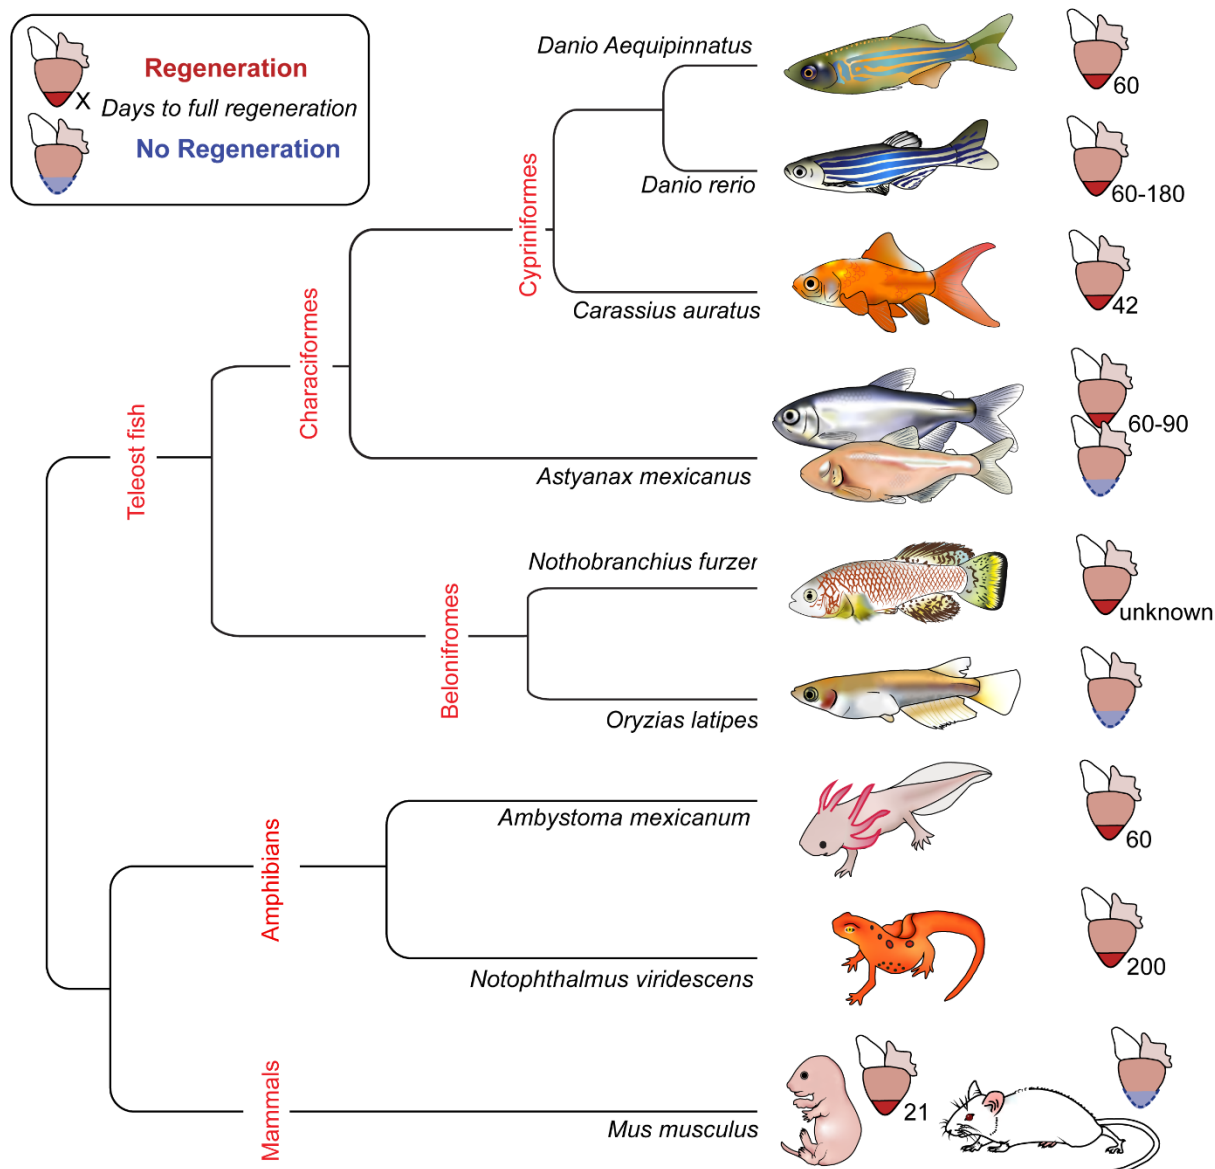 Regeneration
X
Days to full regeneration
No Regeneration
Danio Aequipinnatus
60
Danio rerio
60-180
Cypriniformes
Carassius auratus
42
Characiformes
Astyanax mexicanus
60-90
Teleost fish
Nothobranchius furzer
unknown
Belonifromes
Oryzias latipes
Ambystoma mexicanum
60
Amphibians
Notophthalmus viridescens
200
Mammals
Mus musculus
21